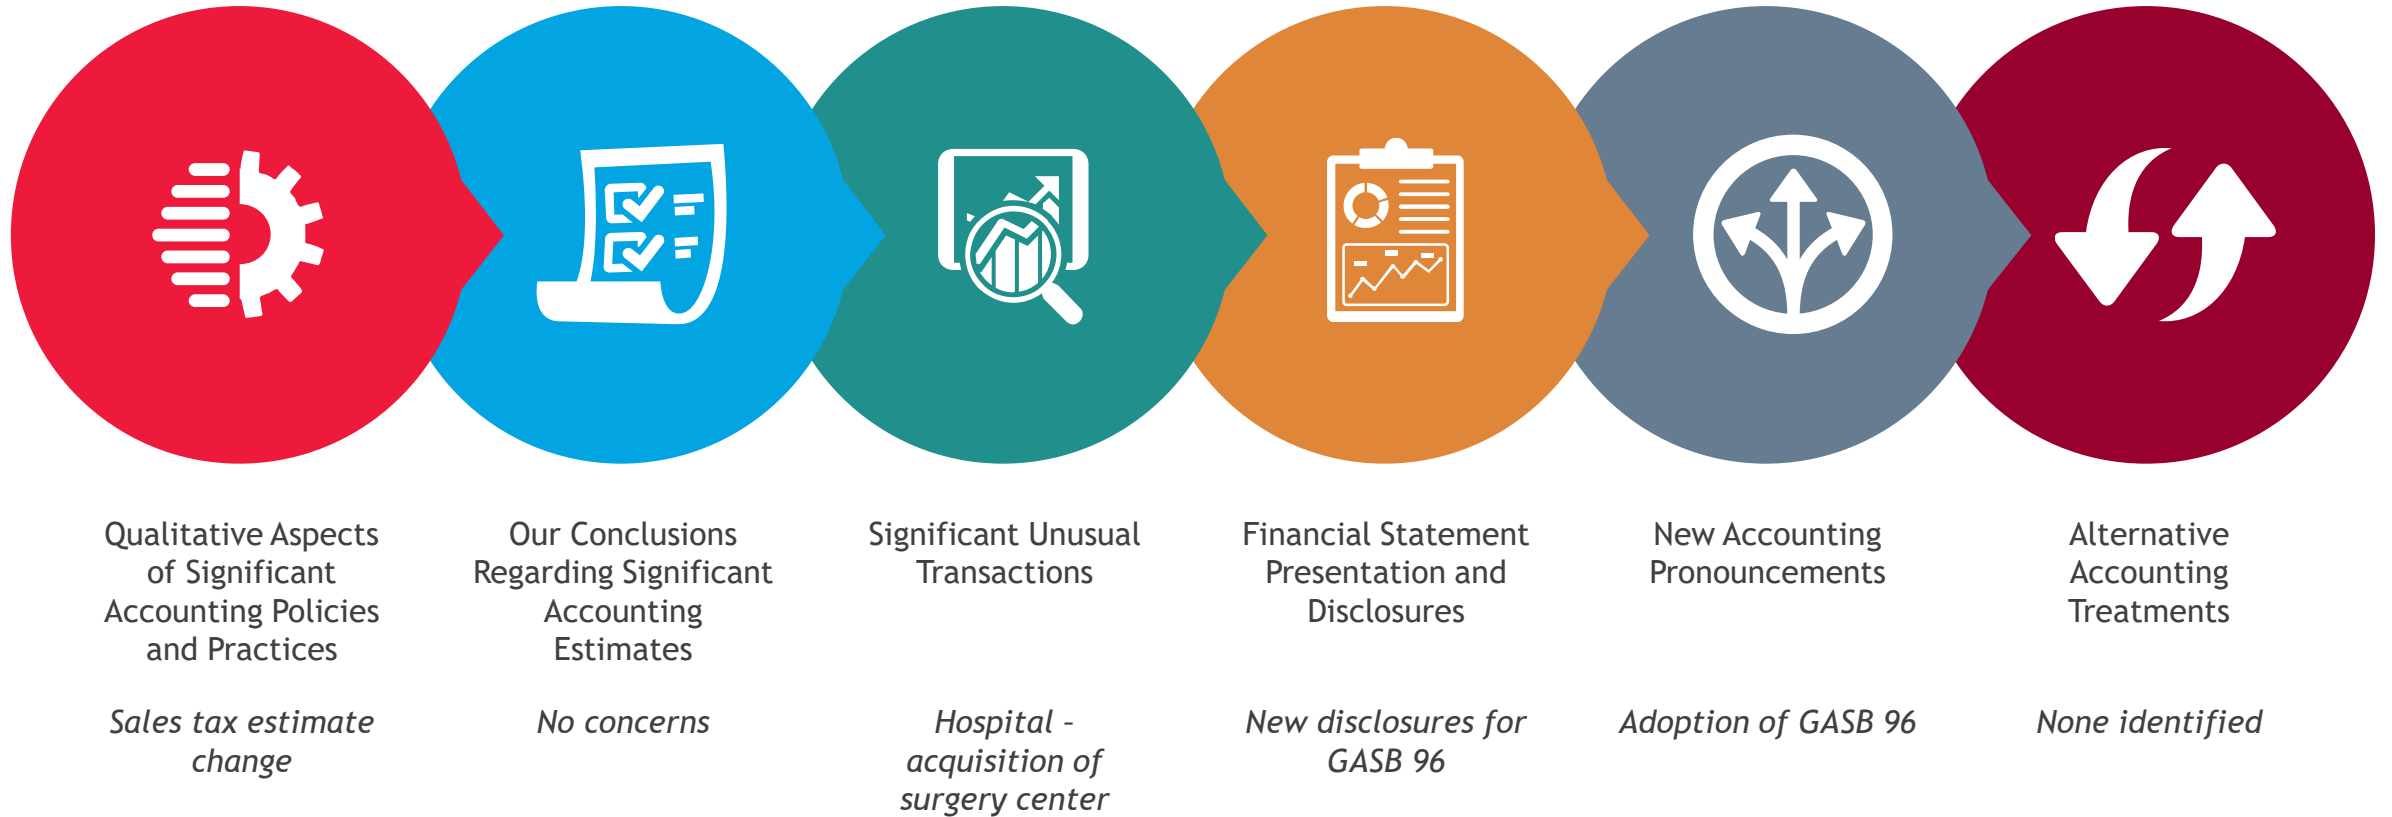 Qualitative Aspects
of Significant
Accounting Policies
and Practices
Sales tax estimate
change
Our Conclusions
Regarding Significant
Accounting
Estimates
No concerns
Significant Unusual
Transactions
Hospital –
acquisition of
surgery center
Financial Statement
Presentation and
Disclosures
New disclosures for
GASB 96
New Accounting
Pronouncements
Adoption of GASB 96
Alternative
Accounting
Treatments
None identified